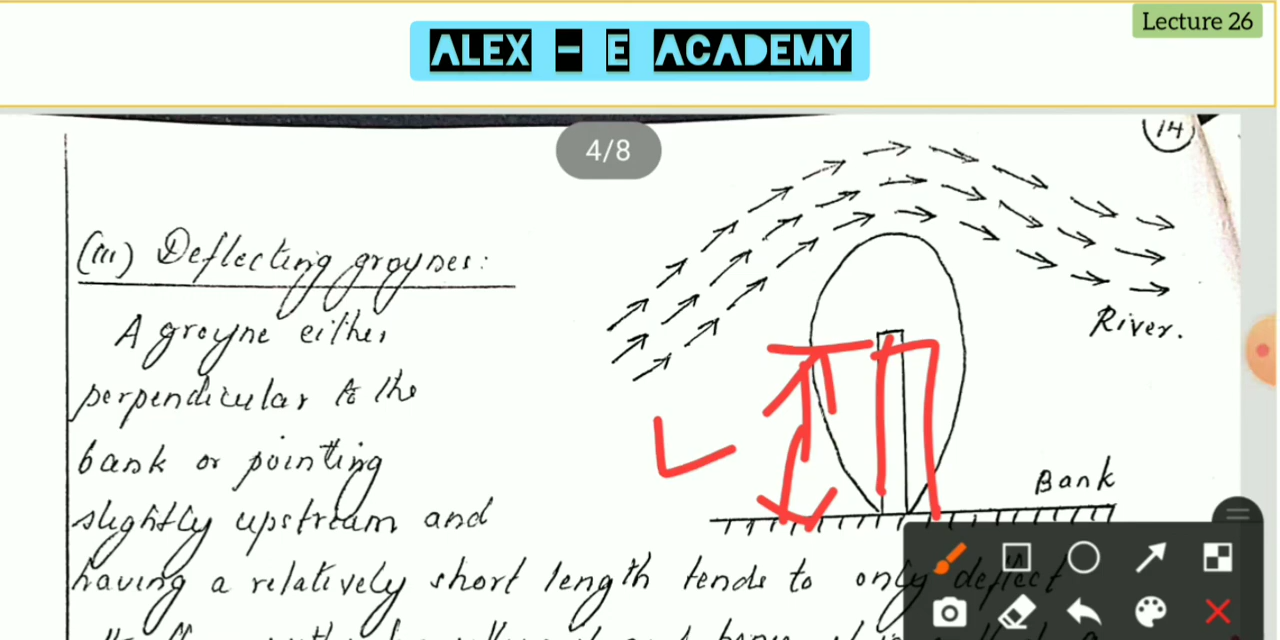 Lecture 26
ALEX - E ACADEMY
14
4/8
(iii) Deflecting groynes:
A groyne either
River.
perpendicular to the
bank or pointing
L
Bank
slightly upstream and
having a relatively short length tends to only deflect